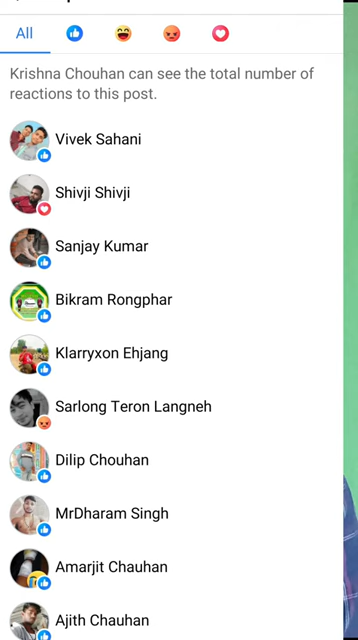 All
Krishna Chouhan can see the total number of
reactions to this post.
Vivek Sahani
Shivji Shivji
Sanjay Kumar
Bikram Rongphar
Klarryxon Ehjang
Sarlong Teron Langneh
Dilip Chouhan
MrDharam Singh
Amarjit Chauhan
Ajith Chauhan